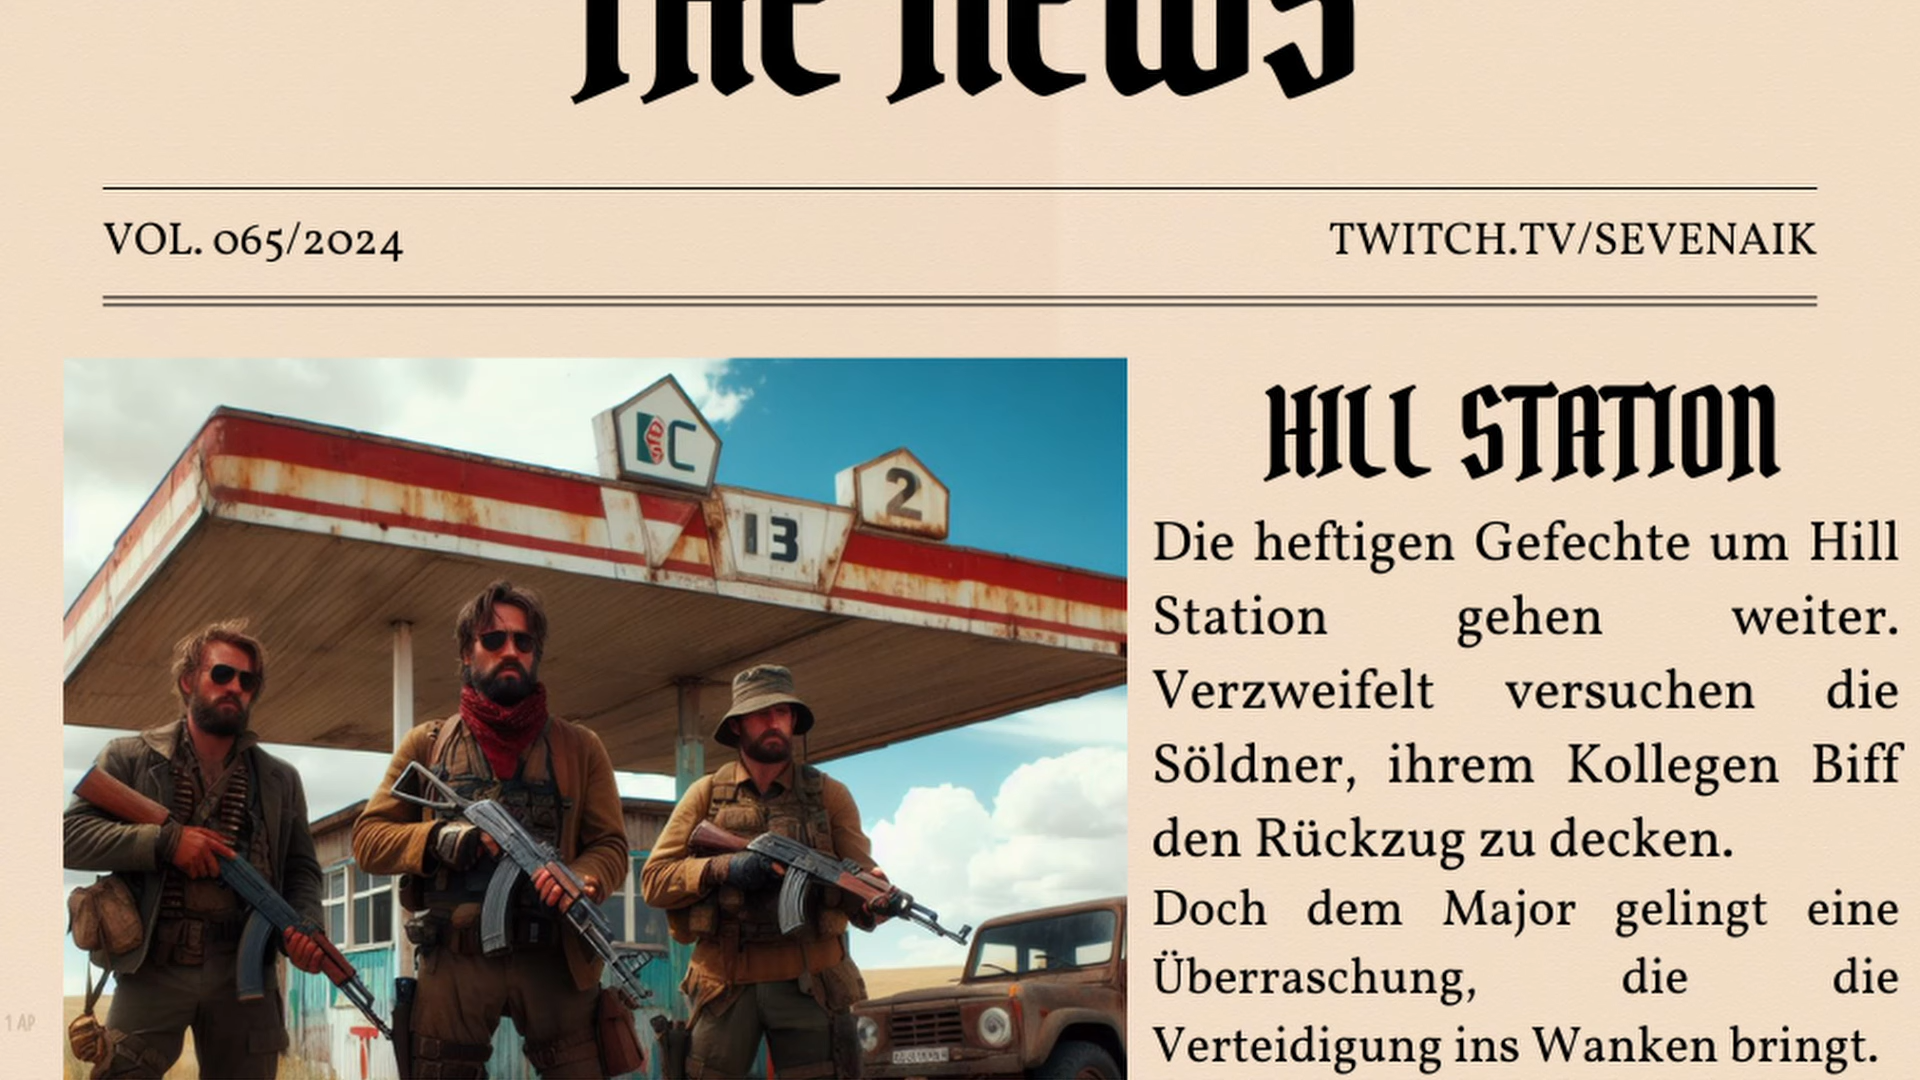 THE NEWS
VOL. 065/2024
TWITCH.TV/SEVENAIK
C
2
13
HILL STATION
Die heftigen Gefechte um Hill
Station gehen weiter.
Verzweifelt versuchen die
Söldner, ihrem Kollegen Biff
den Rückzug zu decken.
Doch dem Major gelingt eine
Überraschung, die die
Verteidigung ins Wanken bringt.
1 AP